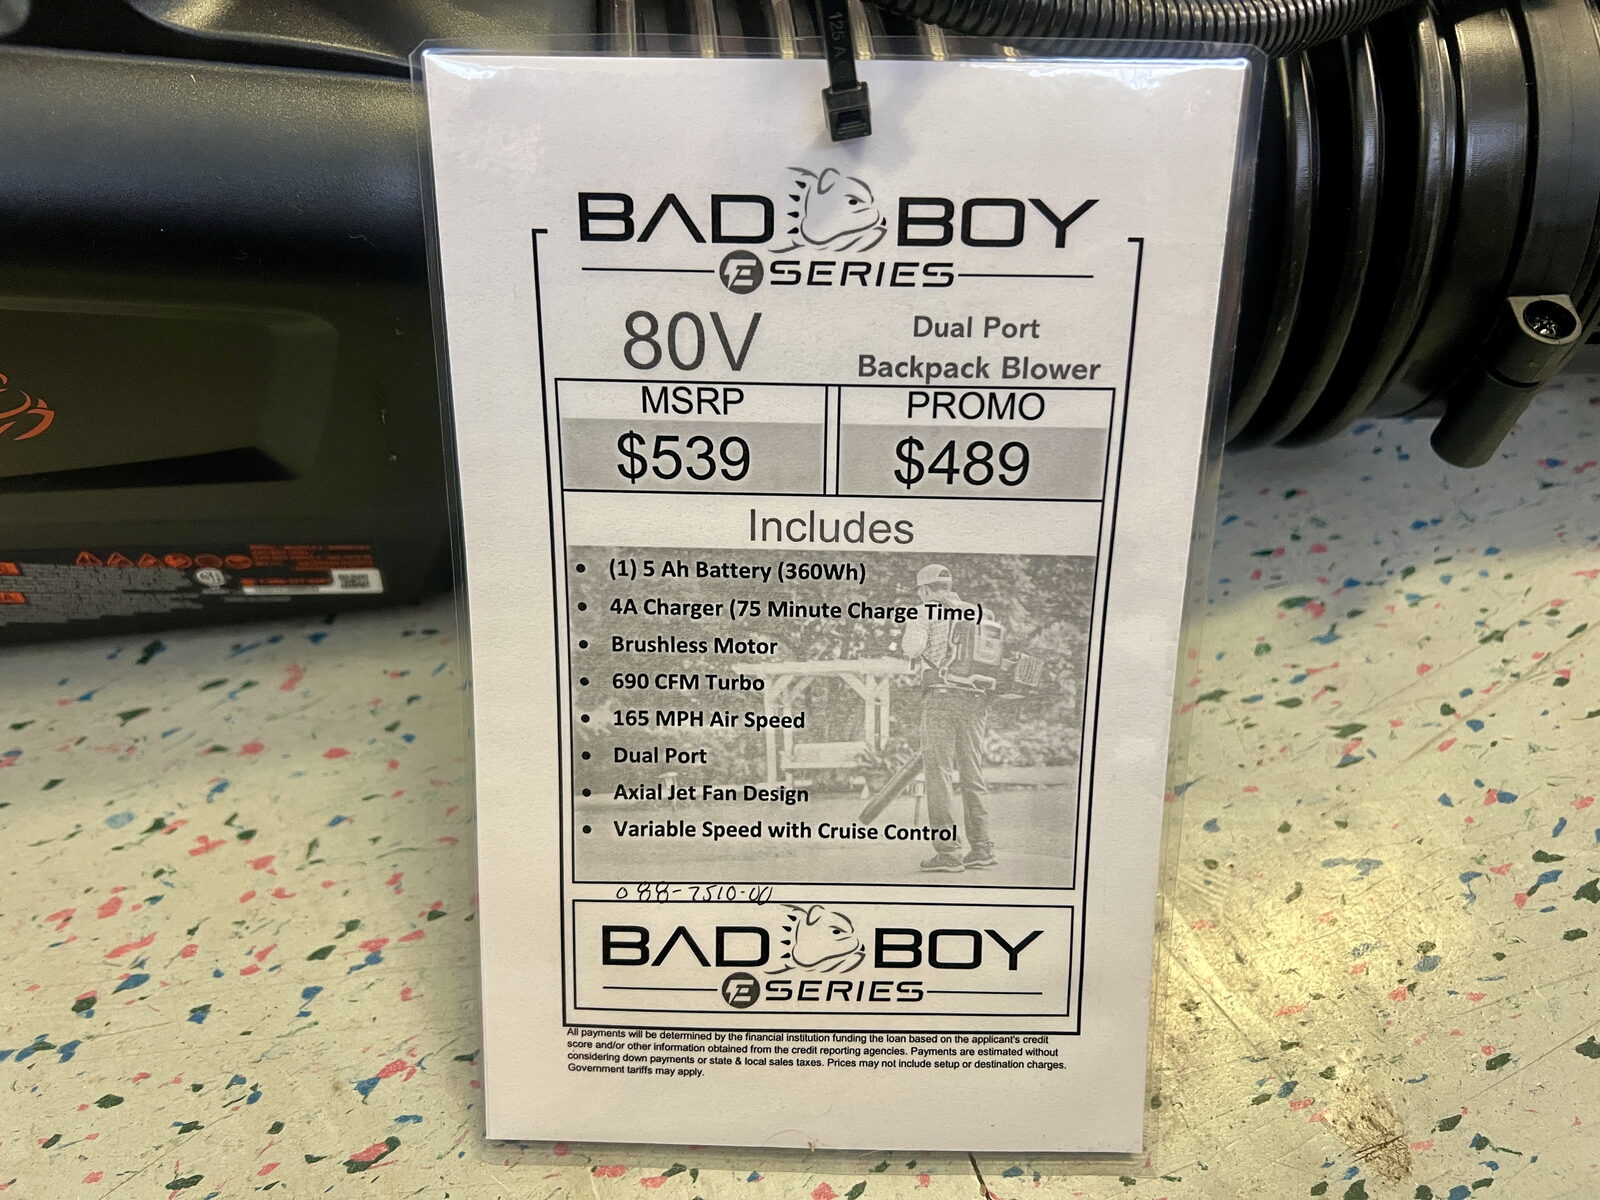 125 A
BAD BOY
E SERIES
80V
Dual Port
Backpack Blower
MSRP
PROMO
$539
$489
Includes
• (1) 5 Ah Battery (360Wh)
• 4A Charger (75 Minute Charge Time)
• Brushless Motor
• 690 CFM Turbo
• 165 MPH Air Speed
• Dual Port
• Axial Jet Fan Design
• Variable Speed with Cruise Control
088-7510-00
BAD BOY
E SERIES
All payments will be determined by the financial institution funding the loan based on the applicant's credit
score and/or other information obtained from the credit reporting agencies. Payments are estimated without
considering down payments or state & local sales taxes. Prices may not include setup or destination charges.
Government tariffs may apply.